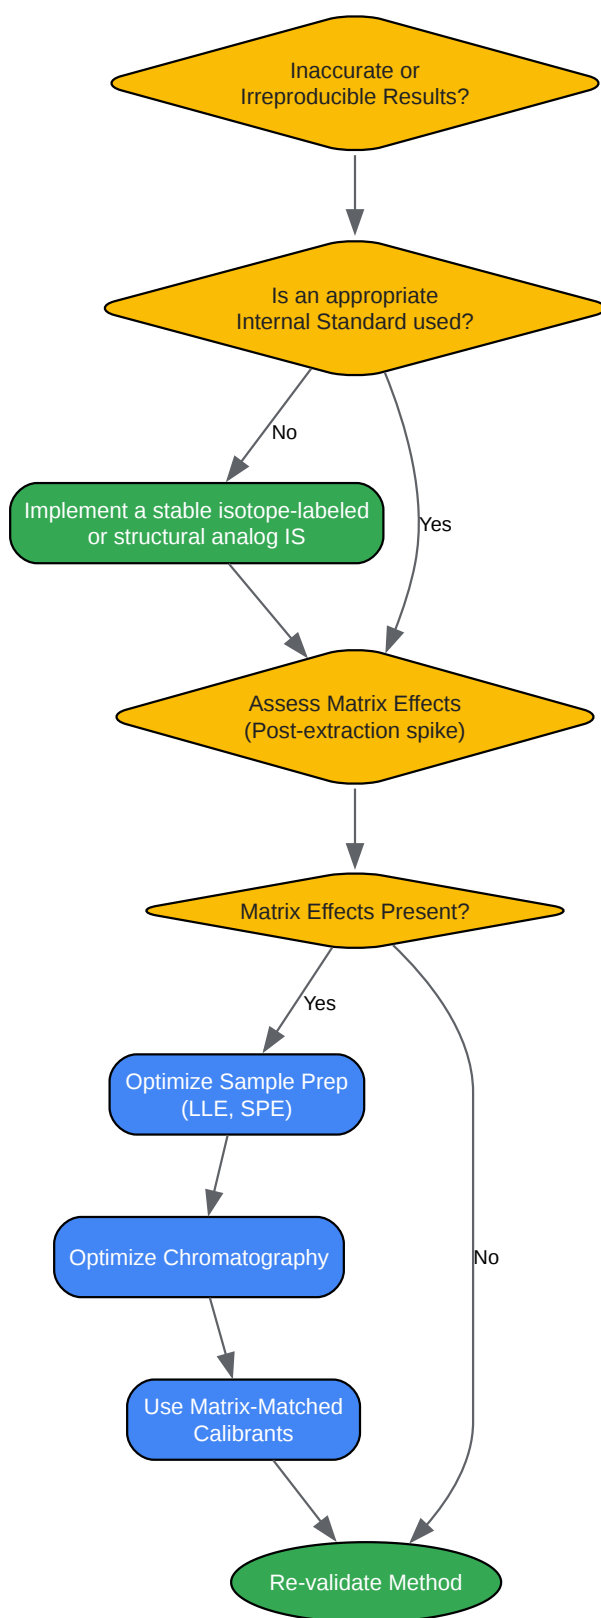 Inaccurate or
Irreproducible Results?
Is an appropriate
Internal Standard used?
No
Implement a stable isotope-labeled
or structural analog IS
Yes
Assess Matrix Effects
(Post-extraction spike)
Matrix Effects Present?
Yes
Optimize Sample Prep
(LLE, SPE)
Optimize Chromatography
No
Use Matrix-Matched
Calibrants
Re-validate Method